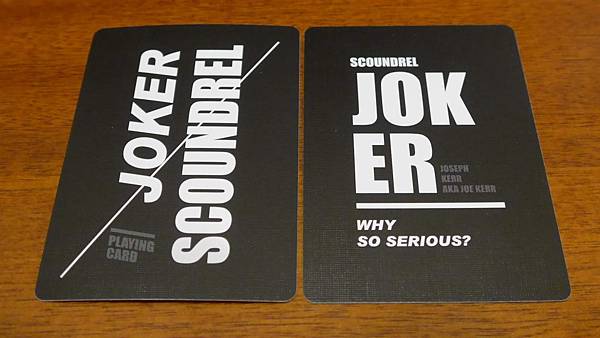 JOKER
SCOUNDREL
PLAYING
CARD
SCOUNDREL
JOK
ER
JOSEPH
KERR
AKA JOE KERR
WHY
SO SERIOUS?